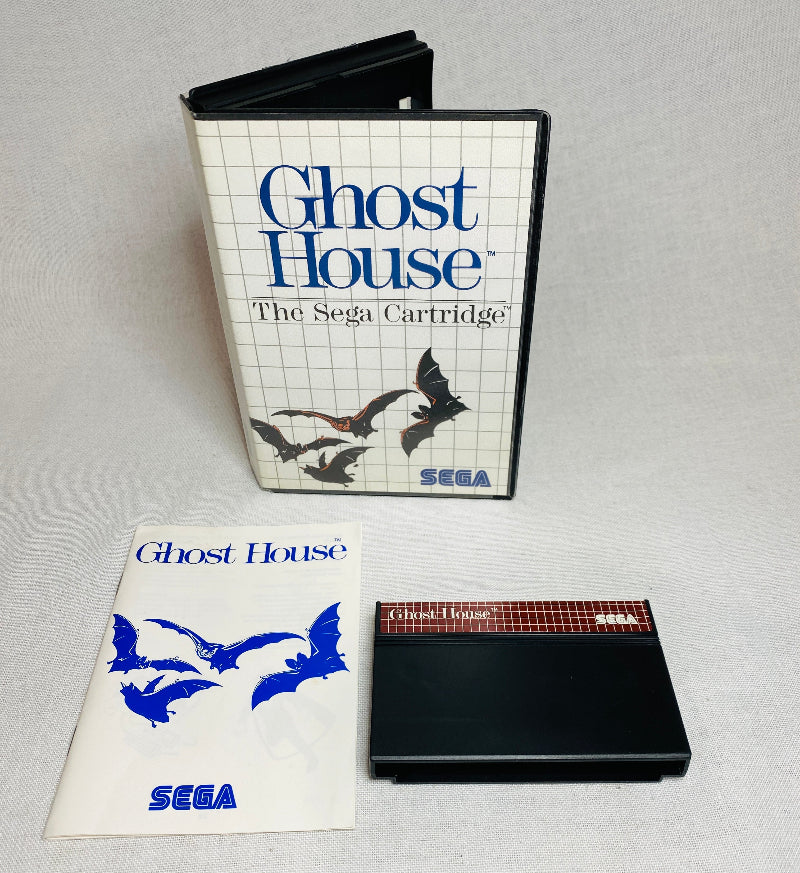 Ghost
House™
The Sega Cartridge™
SEGA
Ghost House™
SEGA
Ghost House™
SEGA